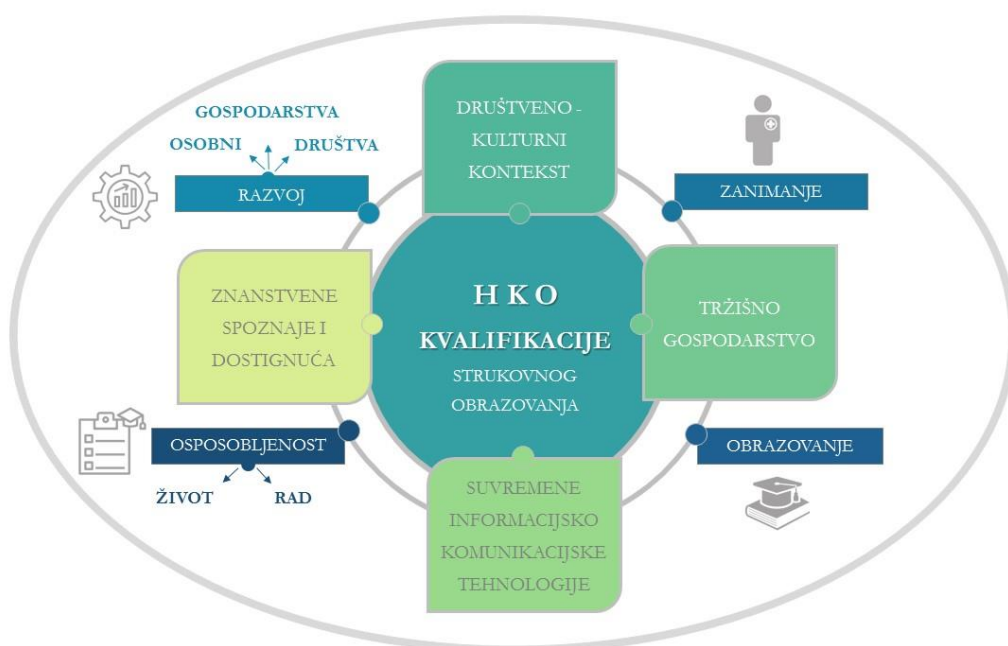 GOSPODARSTVA
OSOBNI
DRUŠTVA
RAZVOJ
DRUŠTVENO -
KULTURNI
KONTEKST
ZANIMANJE
ZNANSTVENE
SPOZNAJE I
DOSTIGNUĆA
H K O
KVALIFIKACIJE
STRUKOVNOG
OBRAZOVANJA
TRŽIŠNO
GOSPODARSTVO
OSPOSOBLJENOST
ŽIVOT
RAD
OBRAZOVANJE
SUVREMENE
INFORMACIJSKO
KOMUNIKACIJSKE
TEHNOLOGIJE